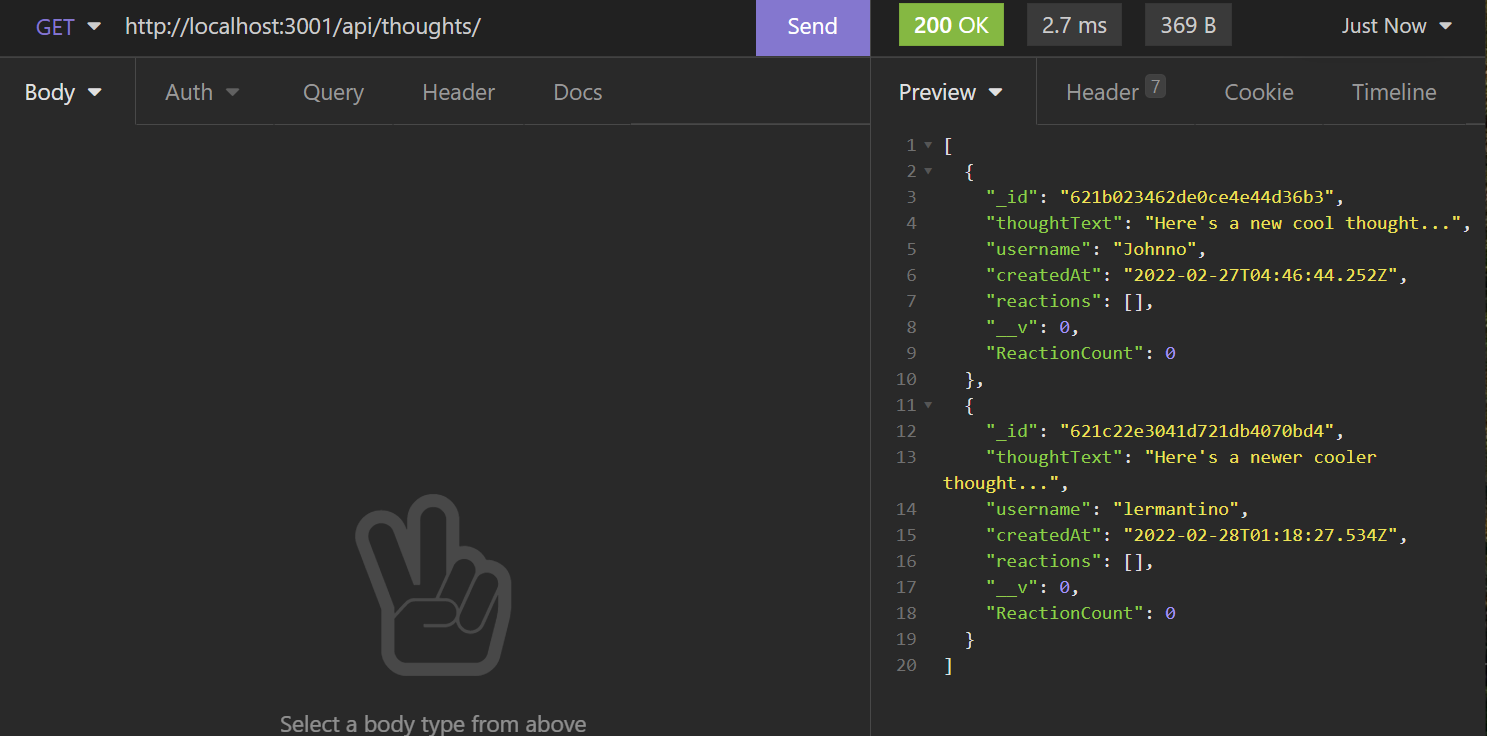 GET http://localhost:3001/api/thoughts/ Send 200 OK 2.7 ms 369 B Just Now
Body Auth Query Header Docs Preview Header 7 Cookie Timeline
1 [
2 {
3 "_id": "621b023462de0ce4e44d36b3",
4 "thoughtText": "Here's a new cool thought...",
5 "username": "Johnno",
6 "createdAt": "2022-02-27T04:46:44.252Z",
7 "reactions": [],
8 "__v": 0,
9 "ReactionCount": 0
10 },
11 {
12 "_id": "621c22e3041d721db4070bd4",
13 "thoughtText": "Here's a newer cooler
thought...",
14 "username": "lermantino",
15 "createdAt": "2022-02-28T01:18:27.534Z",
16 "reactions": [],
17 "__v": 0,
18 "ReactionCount": 0
19 }
20 ]
Select a body type from above